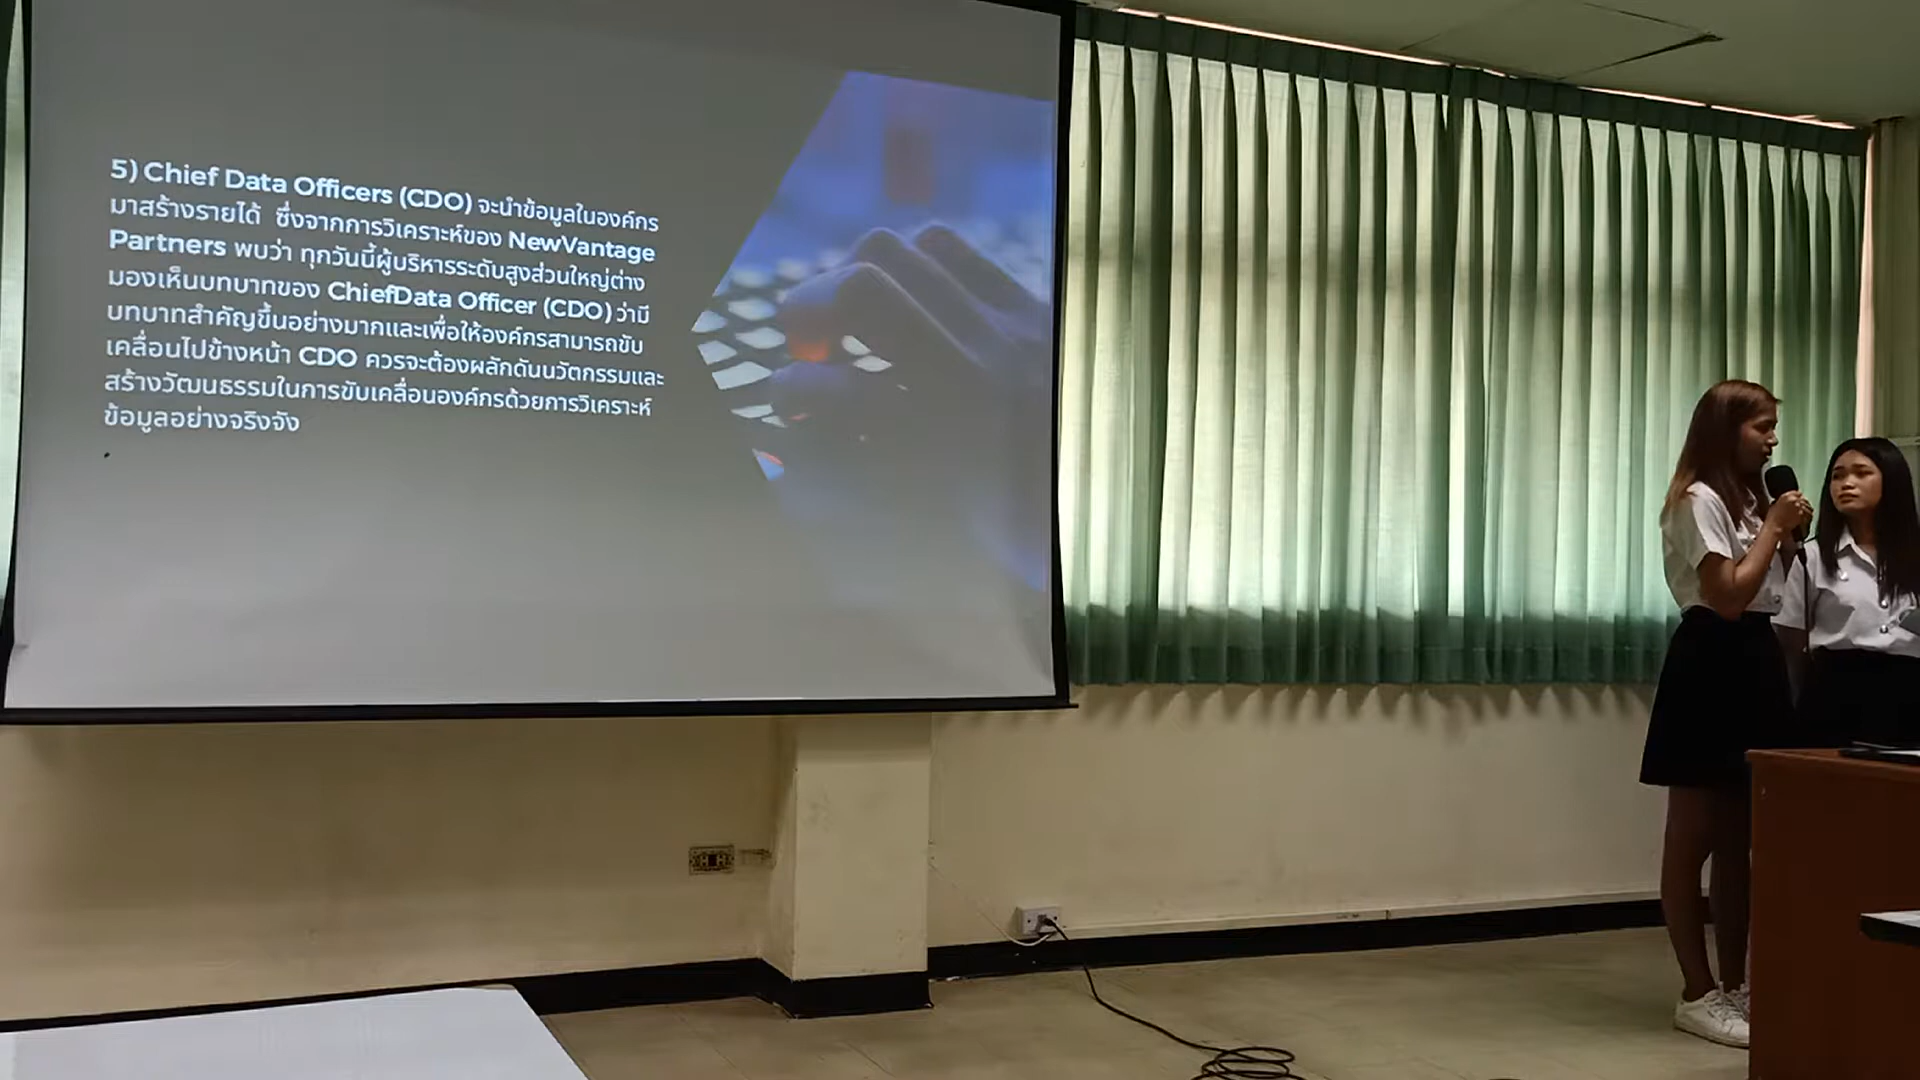 5) Chief Data Officers (CDO) จะนำข้อมูลในองค์กร
มาสร้างรายได้ ซึ่งจากการวิเคราะห์ของ NewVantage
Partners พบว่า ทุกวันนี้ผู้บริหารระดับสูงส่วนใหญ่ต่าง
มองเห็นบทบาทของ ChiefData Officer (CDO) ว่ามี
บทบาทสำคัญขึ้นอย่างมากและเพื่อให้องค์กรสามารถขับ
เคลื่อนไปข้างหน้า CDO ควรจะต้องผลักดันนวัตกรรมและ
สร้างวัฒนธรรมในการขับเคลื่อนองค์กรด้วยการวิเคราะห์
ข้อมูลอย่างจริงจัง